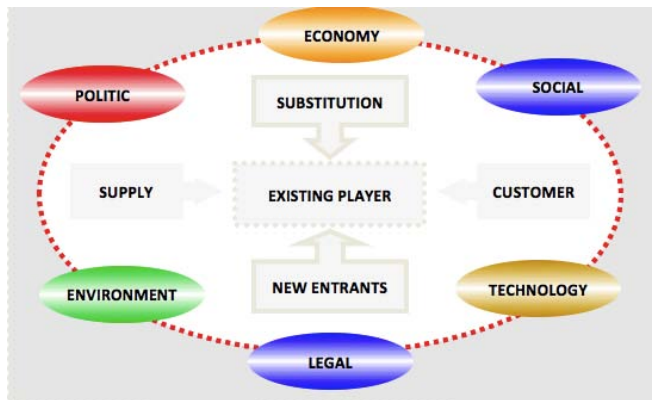 ECONOMY
POLITIC
SOCIAL
SUBSTITUTION
SUPPLY
EXISTING PLAYER
CUSTOMER
ENVIRONMENT
NEW ENTRANTS
TECHNOLOGY
LEGAL